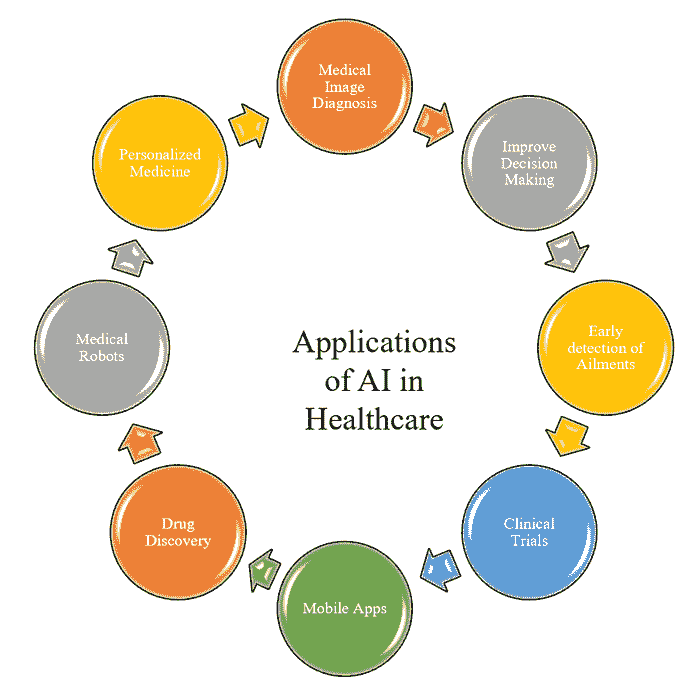 Medical
Image
Diagnosis
Improve
Decision
Making
Early
detection of
Ailments
Clinical
Trials
Mobile Apps
Drug
Discovery
Medical
Robots
Personalized
Medicine
Applications
of AI in
Healthcare